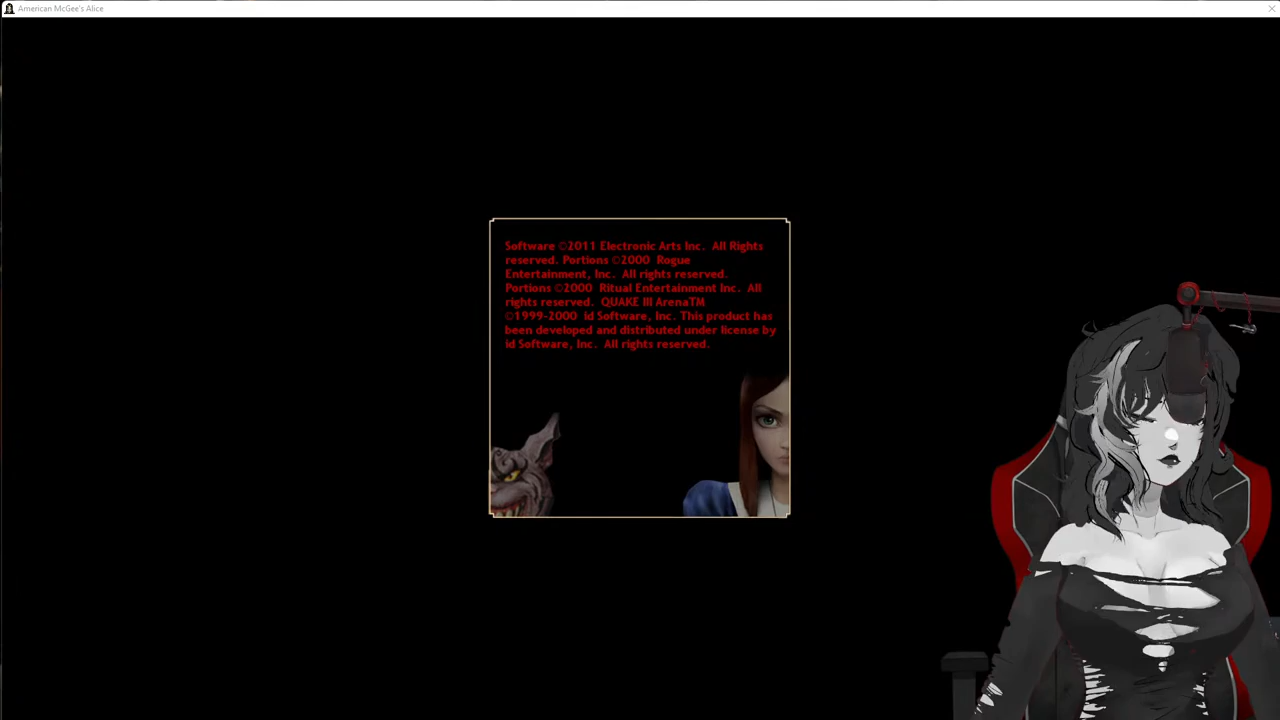 American McGee's Alice
Software ©2011 Electronic Arts Inc. All Rights
reserved. Portions ©2000 Rogue
Entertainment, Inc. All rights reserved.
Portions ©2000 Ritual Entertainment Inc. All
rights reserved. QUAKE III ArenaTM
©1999-2000 id Software, Inc. This product has
been developed and distributed under license by
id Software, Inc. All rights reserved.